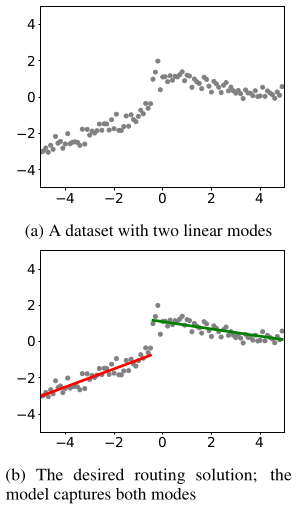 4
2
0
−2
−4
−4 −2 0 2 4
(a) A dataset with two linear modes
4
2
0
−2
−4
−4 −2 0 2 4
(b) The desired routing solution; the
model captures both modes